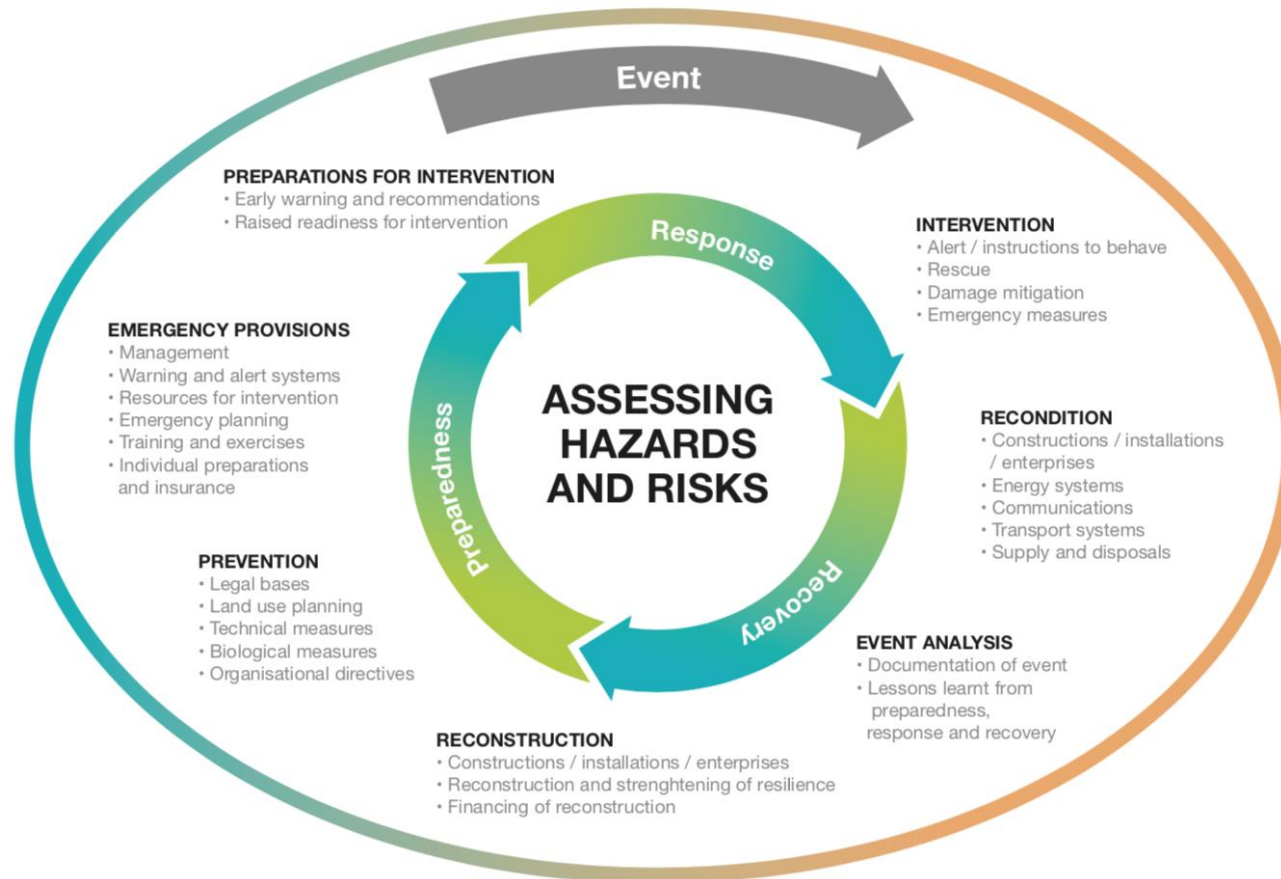 Event
PREPARATIONS FOR INTERVENTION
• Early warning and recommendations
• Raised readiness for intervention
Response
INTERVENTION
• Alert / instructions to behave
• Rescue
• Damage mitigation
• Emergency measures
EMERGENCY PROVISIONS
• Management
• Warning and alert systems
• Resources for intervention
• Emergency planning
• Training and exercises
• Individual preparations
and insurance
Preparedness
ASSESSING
HAZARDS
AND RISKS
RECONDITION
• Constructions / installations
/ enterprises
• Energy systems
• Communications
• Transport systems
• Supply and disposals
PREVENTION
• Legal bases
• Land use planning
• Technical measures
• Biological measures
• Organisational directives
Recovery
EVENT ANALYSIS
• Documentation of event
• Lessons learnt from
preparedness,
response and recovery
RECONSTRUCTION
• Constructions / installations / enterprises
• Reconstruction and strenghtening of resilience
• Financing of reconstruction